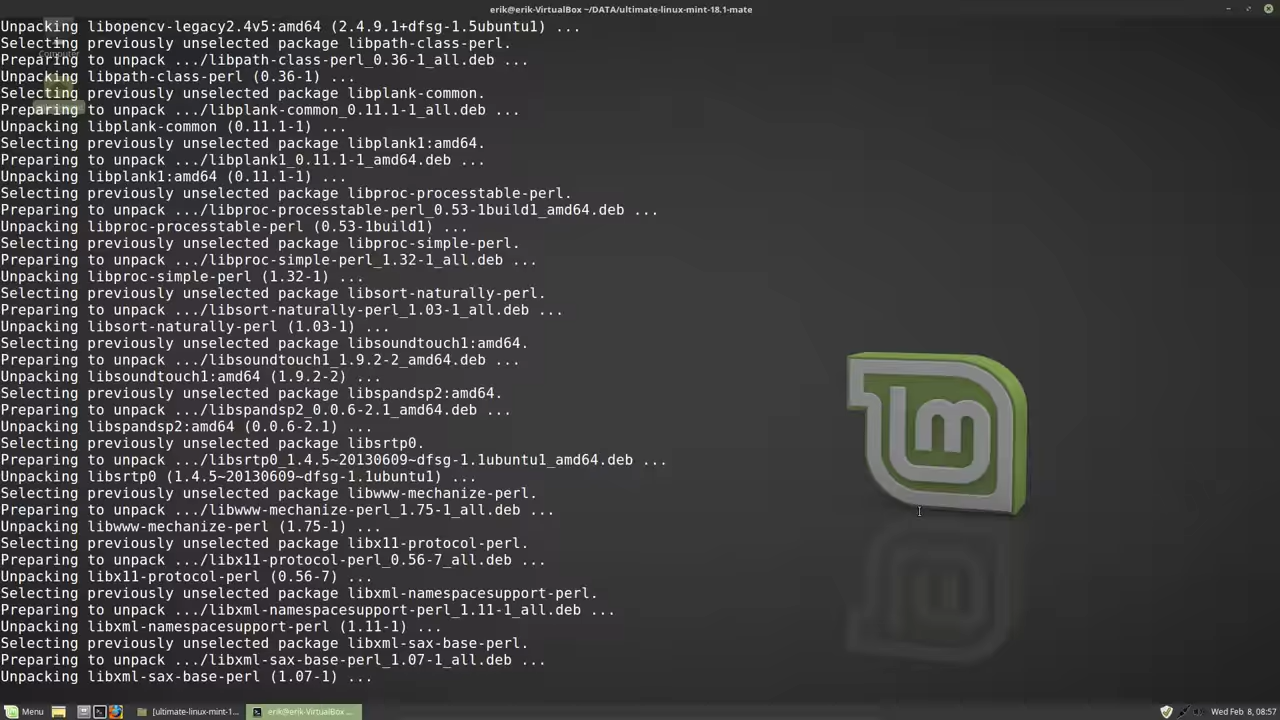 erik@erik-VirtualBox ~/DATA/ultimate-linux-mint-18.1-mate
Unpacking libopencv-legacy2.4v5:amd64 (2.4.9.1+dfsg-1.5ubuntu1) ...
Selecting previously unselected package libpath-class-perl.
Computer
Preparing to unpack .../libpath-class-perl_0.36-1_all.deb ...
Unpacking libpath-class-perl (0.36-1) ...
Selecting previously unselected package libplank-common.
Preparing to unpack .../libplank-common_0.11.1-1_all.deb ...
Unpacking libplank-common (0.11.1-1) ...
Selecting previously unselected package libplank1:amd64.
Preparing to unpack .../libplank1_0.11.1-1_amd64.deb ...
Unpacking libplank1:amd64 (0.11.1-1) ...
Selecting previously unselected package libproc-processtable-perl.
Preparing to unpack .../libproc-processtable-perl_0.53-1build1_amd64.deb ...
Unpacking libproc-processtable-perl (0.53-1build1) ...
Selecting previously unselected package libproc-simple-perl.
Preparing to unpack .../libproc-simple-perl_1.32-1_all.deb ...
Unpacking libproc-simple-perl (1.32-1) ...
Selecting previously unselected package libsort-naturally-perl.
Preparing to unpack .../libsort-naturally-perl_1.03-1_all.deb ...
Unpacking libsort-naturally-perl (1.03-1) ...
Selecting previously unselected package libsoundtouch1:amd64.
Preparing to unpack .../libsoundtouch1_1.9.2-2_amd64.deb ...
Unpacking libsoundtouch1:amd64 (1.9.2-2) ...
Selecting previously unselected package libspandsp2:amd64.
Preparing to unpack .../libspandsp2_0.0.6-2.1_amd64.deb ...
Unpacking libspandsp2:amd64 (0.0.6-2.1) ...
Selecting previously unselected package libsrtp0.
Preparing to unpack .../libsrtp0_1.4.5~20130609~dfsg-1.1ubuntu1_amd64.deb ...
Unpacking libsrtp0 (1.4.5~20130609~dfsg-1.1ubuntu1) ...
Selecting previously unselected package libwww-mechanize-perl.
Preparing to unpack .../libwww-mechanize-perl_1.75-1_all.deb ...
Unpacking libwww-mechanize-perl (1.75-1) ...
Selecting previously unselected package libx11-protocol-perl.
Preparing to unpack .../libx11-protocol-perl_0.56-7_all.deb ...
Unpacking libx11-protocol-perl (0.56-7) ...
Selecting previously unselected package libxml-namespacesupport-perl.
Preparing to unpack .../libxml-namespacesupport-perl_1.11-1_all.deb ...
Unpacking libxml-namespacesupport-perl (1.11-1) ...
Selecting previously unselected package libxml-sax-base-perl.
Preparing to unpack .../libxml-sax-base-perl_1.07-1_all.deb ...
Unpacking libxml-sax-base-perl (1.07-1) ...
lm
Menu [ultimate-linux-mint-1... erik@erik-VirtualBox ... Wed Feb 8, 08:57